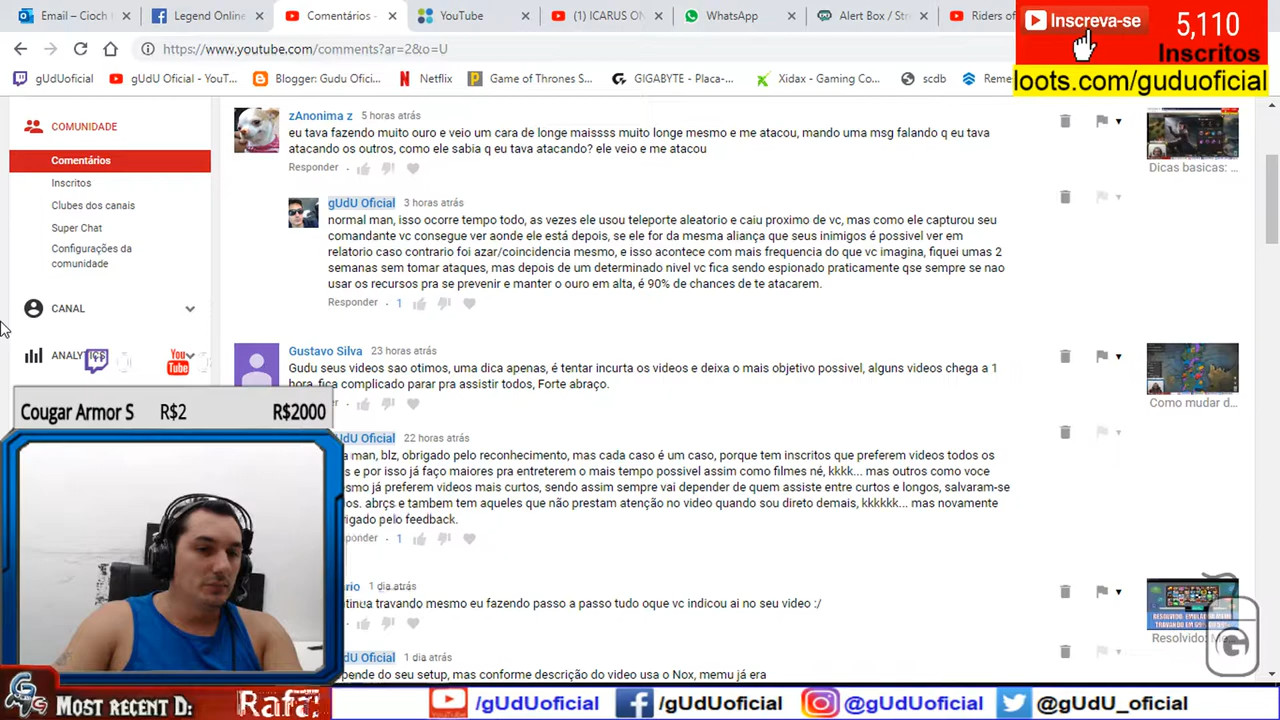 Email – Cioch
Legend Online
Comentários -
YouTube
(1) ICARUS ON
WhatsApp
Alert Box / Str
Riders of
Inscreva-se
5,110
Inscritos
loots.com/guduoficial
https://www.youtube.com/comments?ar=2&o=U
gUdUoficial
gUdU Oficial - YouT...
Blogger: Gudu Ofici...
Netflix
Game of Thrones S...
GIGABYTE - Placa-...
Xidax - Gaming Co...
scdb
Reme
COMUNIDADE
Comentários
Inscritos
Clubes dos canais
Super Chat
Configurações da
comunidade
CANAL
ANALYTICS
You
Tube
zAnonima z 5 horas atrás
eu tava fazendo muito ouro e veio um cara de longe maissss muito longe mesmo e me atacou, mando uma msg falando q eu tava
atacando os outros, como ele sabia q eu tava atacando? ele veio e me atacou
Responder
Dicas basicas: ...
gUdU Oficial 3 horas atrás
normal man, isso ocorre tempo todo, as vezes ele usou teleporte aleatorio e caiu proximo de vc, mas como ele capturou seu
comandante vc consegue ver aonde ele está depois, se ele for da mesma aliança que seus inimigos é possivel ver em
relatorio caso contrario foi azar/coincidencia mesmo, e isso acontece com mais frequencia do que vc imagina, fiquei umas 2
semanas sem tomar ataques, mas depois de um determinado nivel vc fica sendo espionado praticamente qse sempre se nao
usar os recursos pra se prevenir e manter o ouro em alta, é 90% de chances de te atacarem.
Responder · 1
Gustavo Silva 23 horas atrás
Gudu seus videos sao otimos, uma dica apenas, é tentar incurta os videos e deixa o mais objetivo possivel, alguns videos chega a 1
hora, fica complicado parar pra assistir todos, Forte abraço.
Como mudar d...
UdU Oficial 22 horas atrás
a man, blz, obrigado pelo reconhecimento, mas cada caso é um caso, porque tem inscritos que preferem videos todos os
s e por isso já faço maiores pra entreterem o mais tempo possivel assim como filmes né, kkkk... mas outros como voce
esmo já preferem videos mais curtos, sendo assim sempre vai depender de quem assiste entre curtos e longos, salvaram-se
os. abrçs e tambem tem aqueles que não prestam atenção no video quando sou direto demais, kkkkkk... mas novamente
rigado pelo feedback.
ponder · 1
ário 1 dia atrás
tinua travando mesmo eu fazendo passo a passo tudo oque vc indicou ai no seu video :/
Resolvido: Me...
UdU Oficial 1 dia atrás
pende do seu setup, mas conforme descrição do video usa o Nox, memu já era
Cougar Armor S R$2 R$2000
G
Most recent D:
Rafa
/gUdUoficial
/gUdUoficial
@gUdUoficial
@gUdU_oficial